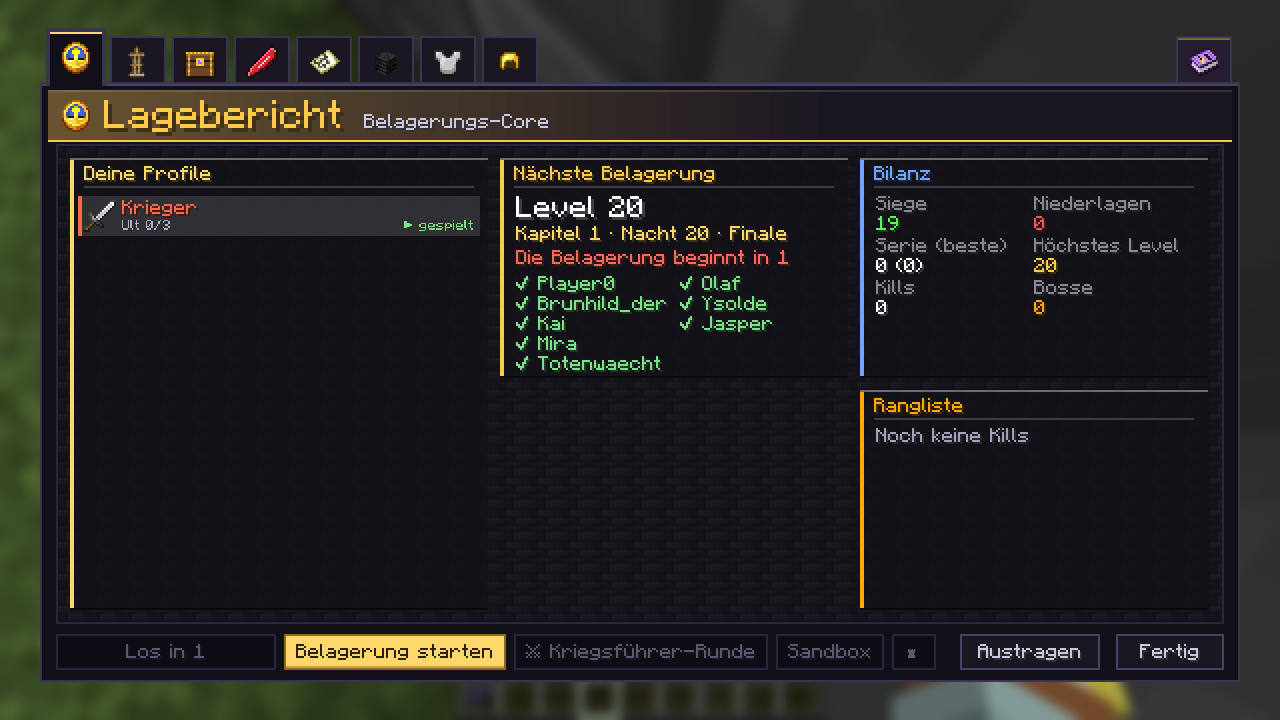 Lagebericht Belagerungs-Core
Deine Profile
Krieger
Ult 0/3
► gespielt
Nächste Belagerung
Level 20
Kapitel 1 · Nacht 20 · Finale
Die Belagerung beginnt in 1
✓ Player0
✓ Olaf
✓ Brunhild_der
✓ Ysolde
✓ Kai
✓ Jasper
✓ Mira
✓ Totenwaecht
Bilanz
Siege
Niederlagen
19
0
Serie (beste)
Höchstes Level
0 (0)
20
Kills
Bosse
0
0
Rangliste
Noch keine Kills
Los in 1
Belagerung starten
⚔ Kriegsführer-Runde
Sandbox
Austragen
Fertig